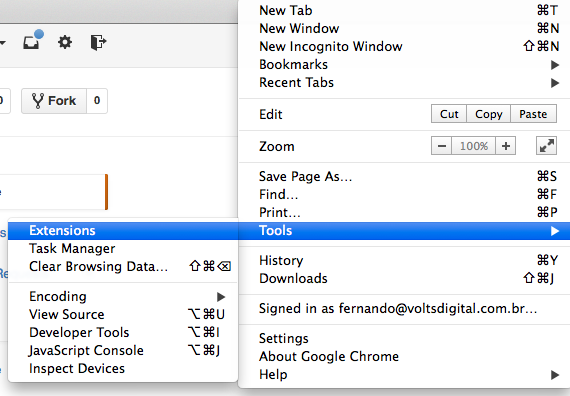 New Tab ⌘T
New Window ⌘N
New Incognito Window ⇧⌘N
Bookmarks ▶
Recent Tabs ▶
Fork 0
Edit Cut Copy Paste
Zoom − 100% +
Save Page As... ⌘S
Find... ⌘F
Print... ⌘P
Tools ▶
History ⌘Y
Downloads ⇧⌘J
Signed in as fernando@voltsdigital.com.br...
Settings
About Google Chrome
Help ▶
Extensions
Task Manager
Clear Browsing Data... ⇧⌘⌫
Encoding ▶
View Source ⌥⌘U
Developer Tools ⌥⌘I
JavaScript Console ⌥⌘J
Inspect Devices